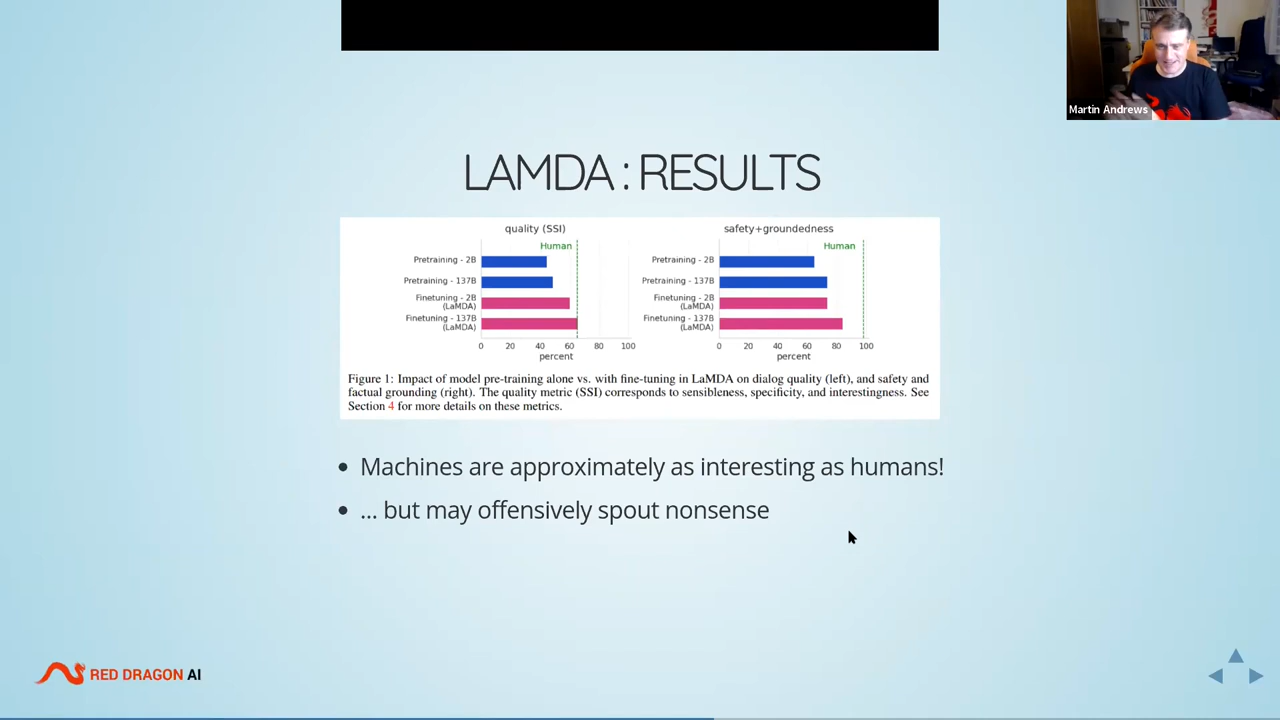 Martin Andrews
LAMDA : RESULTS
quality (SSI)
Human
Pretraining - 2B
Pretraining - 137B
Finetuning - 2B
(LaMDA)
Finetuning - 137B
(LaMDA)
0 20 40 60 80 100
percent
safety+groundedness
Human
Pretraining - 2B
Pretraining - 137B
Finetuning - 2B
(LaMDA)
Finetuning - 137B
(LaMDA)
0 20 40 60 80 100
percent
Figure 1: Impact of model pre-training alone vs. with fine-tuning in LaMDA on dialog quality (left), and safety and
factual grounding (right). The quality metric (SSI) corresponds to sensibleness, specificity, and interestingness. See
Section 4 for more details on these metrics.
• Machines are approximately as interesting as humans!
• ... but may offensively spout nonsense
RED DRAGON AI